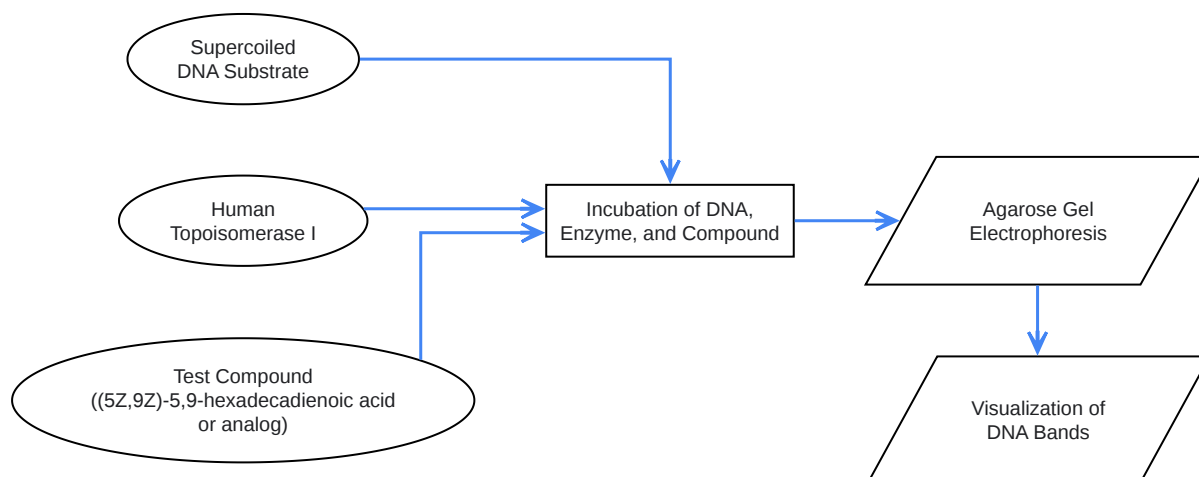 Supercoiled
DNA Substrate
Human
Topoisomerase I
Incubation of DNA,
Enzyme, and Compound
Agarose Gel
Electrophoresis
Test Compound
((5Z,9Z)-5,9-hexadecadienoic acid
or analog)
Visualization of
DNA Bands